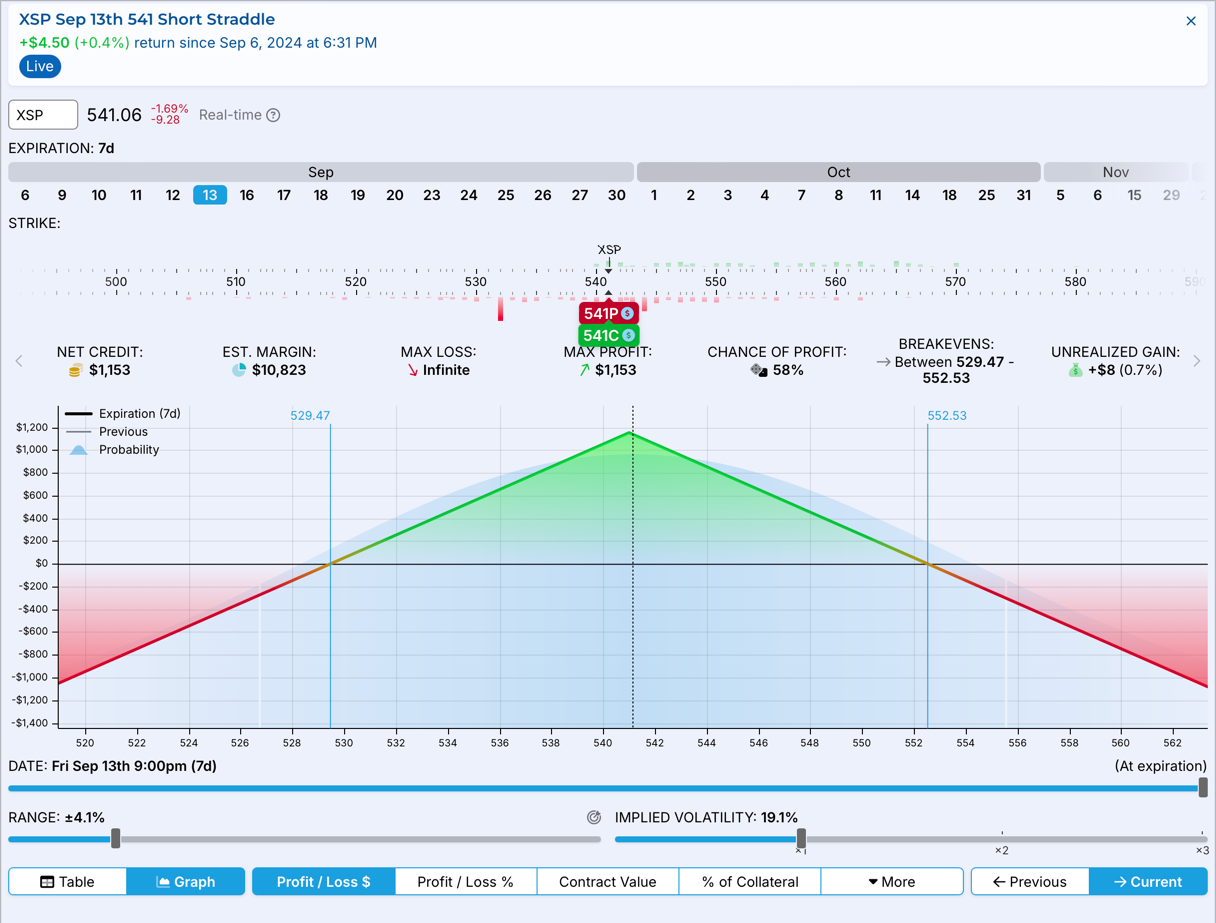 XSP Sep 13th 541 Short Straddle
+$4.50 (+0.4%) return since Sep 6, 2024 at 6:31 PM
Live
XSP 541.06 -1.69% -9.28 Real-time ?
EXPIRATION: 7d
Sep Oct Nov
6 9 10 11 12 13 16 17 18 19 20 23 24 25 26 27 30 1 2 3 4 7 8 11 14 18 25 31 5 6 15 29
STRIKE:
XSP
500 510 520 530 540 550 560 570 580 590
541P $
541C $
NET CREDIT: EST. MARGIN: MAX LOSS: MAX PROFIT: CHANCE OF PROFIT: BREAKEVENS: UNREALIZED GAIN:
$1,153 $10,823 Infinite $1,153 58% → Between 529.47 - +$8 (0.7%)
552.53
Expiration (7d)
Previous
Probability
529.47 552.53
$1,200
$1,000
$800
$600
$400
$200
$0
-$200
-$400
-$600
-$800
-$1,000
-$1,200
-$1,400
520 522 524 526 528 530 532 534 536 538 540 542 544 546 548 550 552 554 556 558 560 562
DATE: Fri Sep 13th 9:00pm (7d) (At expiration)
RANGE: ±4.1% IMPLIED VOLATILITY: 19.1%
×1 ×2 ×3
Table Graph Profit / Loss $ Profit / Loss % Contract Value % of Collateral More ← Previous → Current